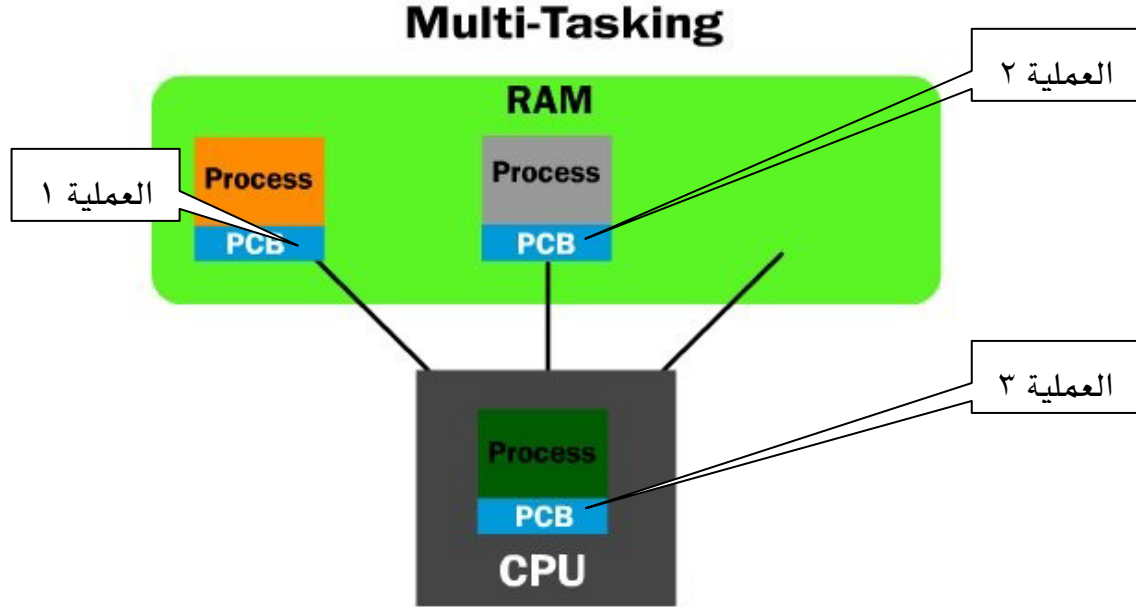 Multi-Tasking
العملية ٢
RAM
Process
Process
العملية ١
PCB
PCB
العملية ٣
Process
PCB
CPU